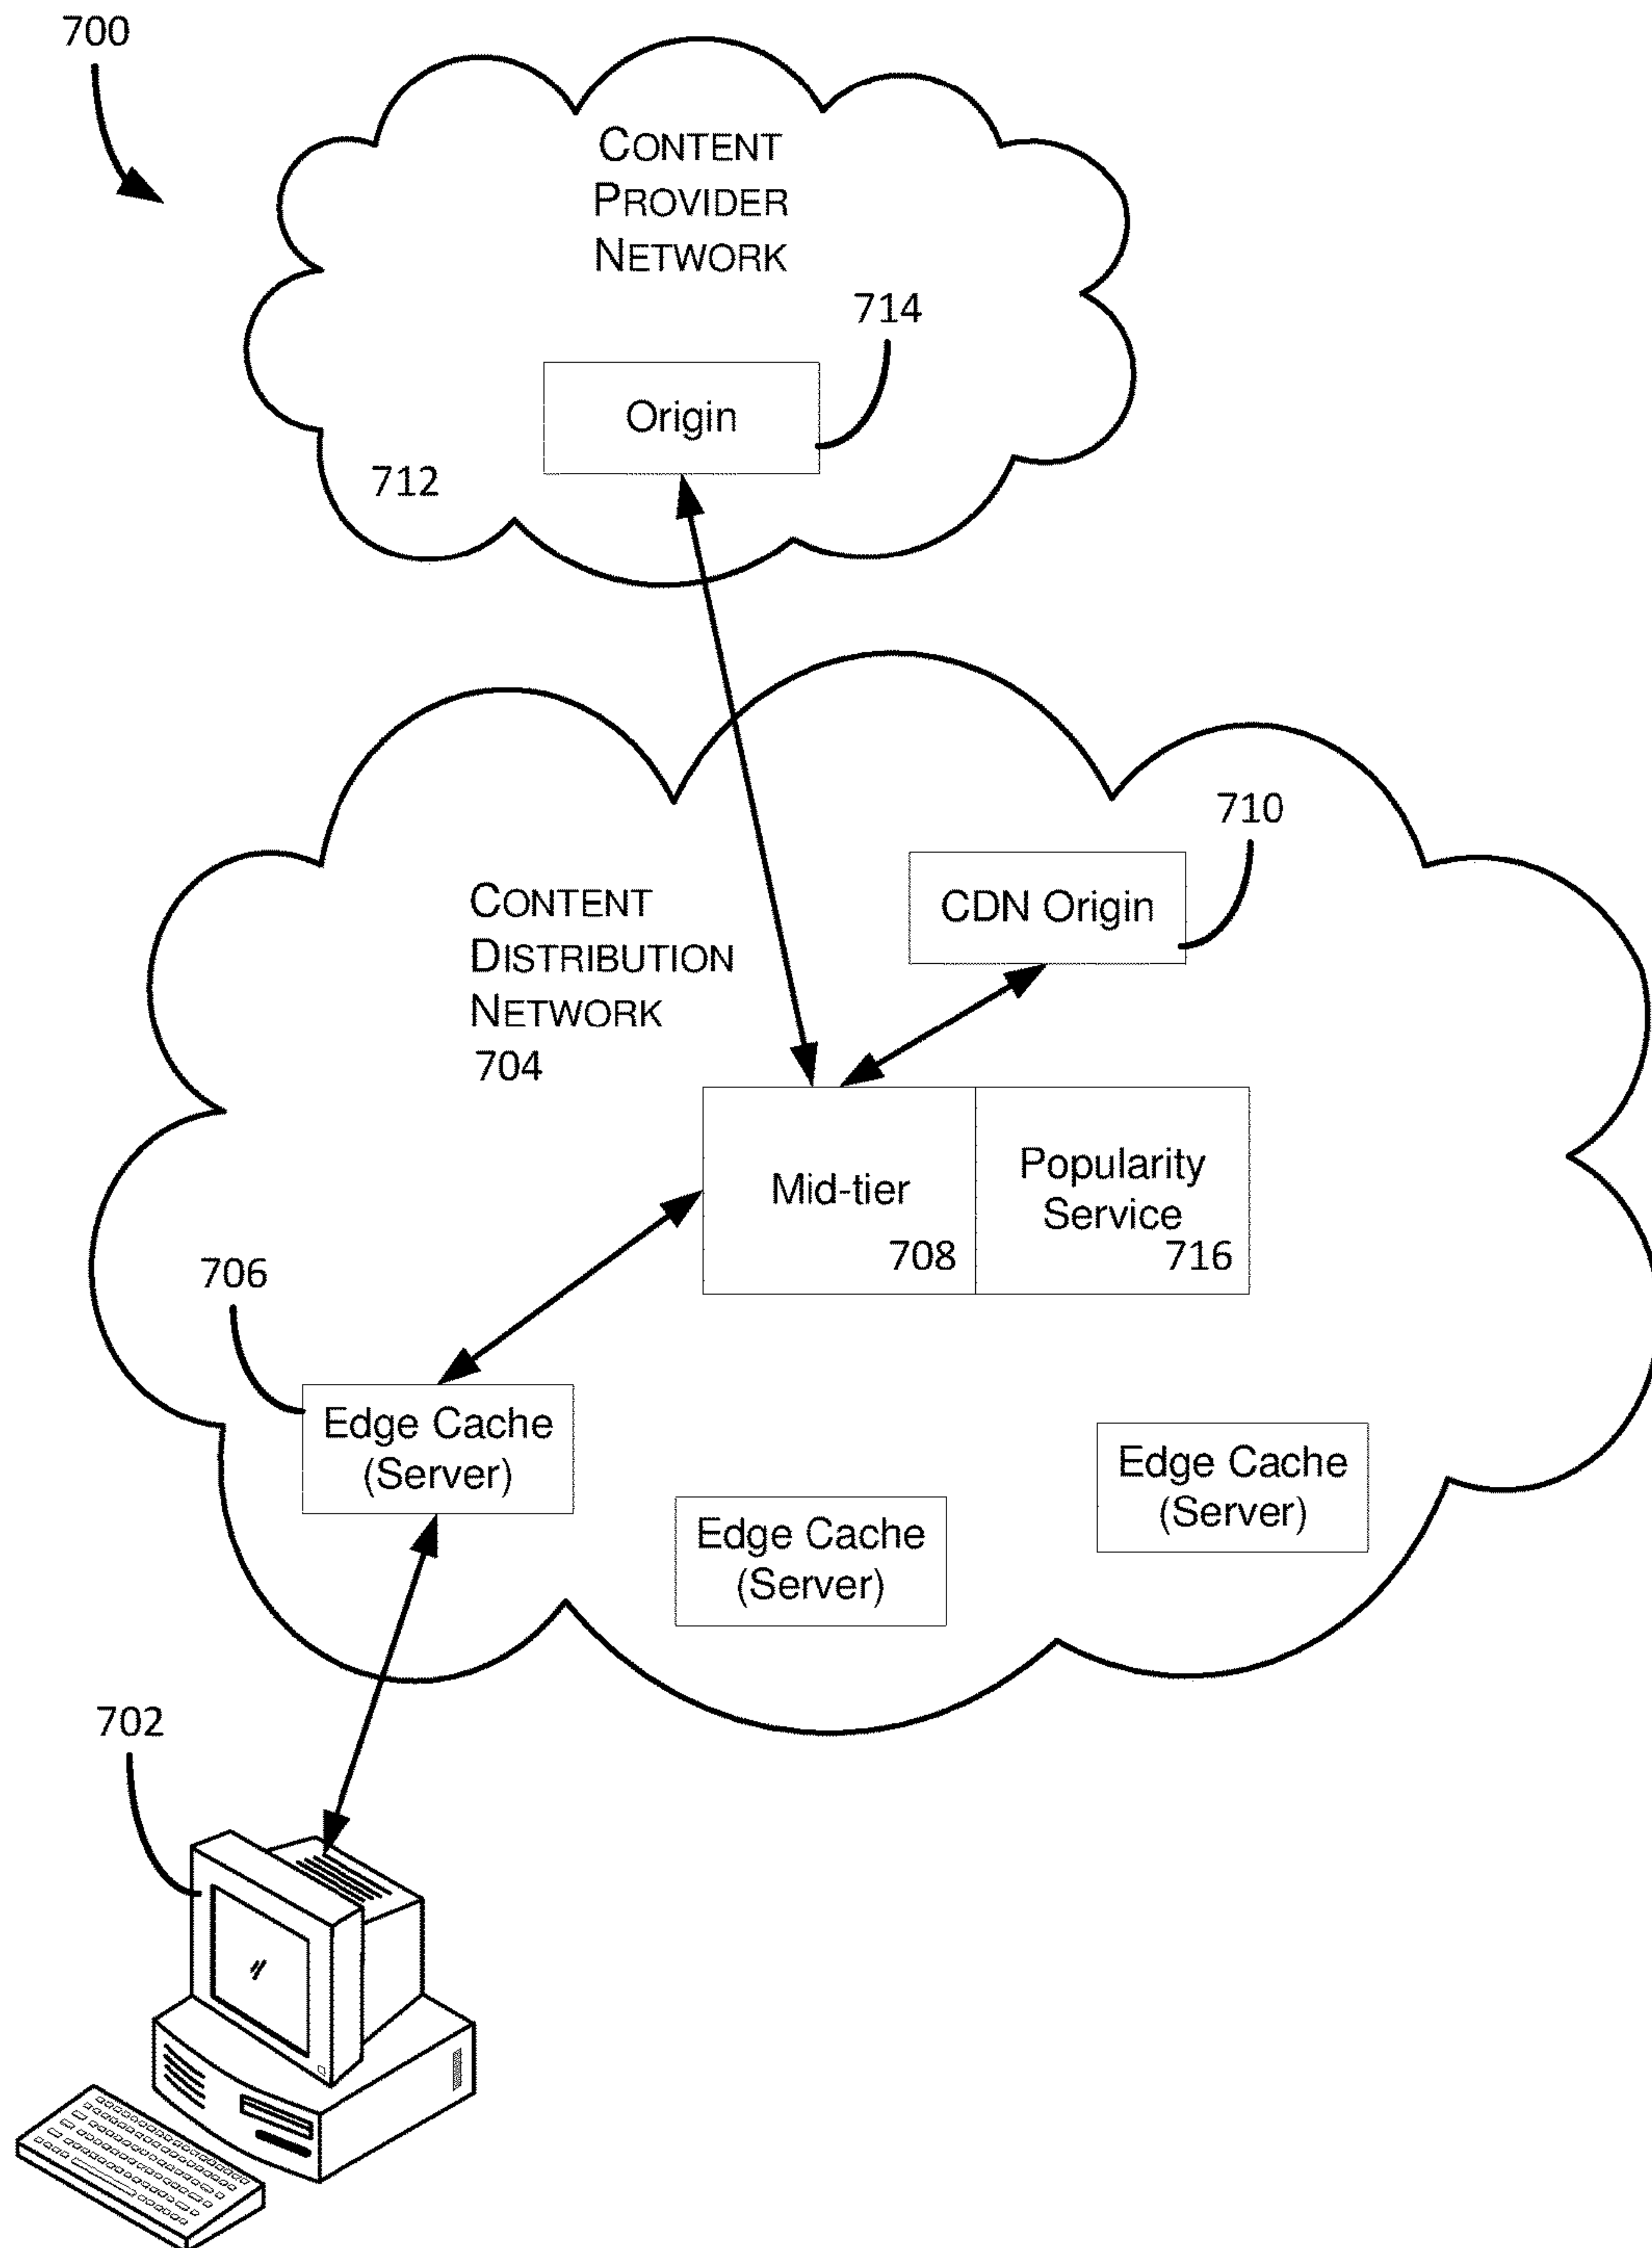 700
CONTENT
PROVIDER
NETWORK
714
Origin
712
710
CDN Origin
CONTENT
DISTRIBUTION
NETWORK
704
Mid-tier
708
Popularity
Service
716
706
Edge Cache
(Server)
Edge Cache
(Server)
Edge Cache
(Server)
702